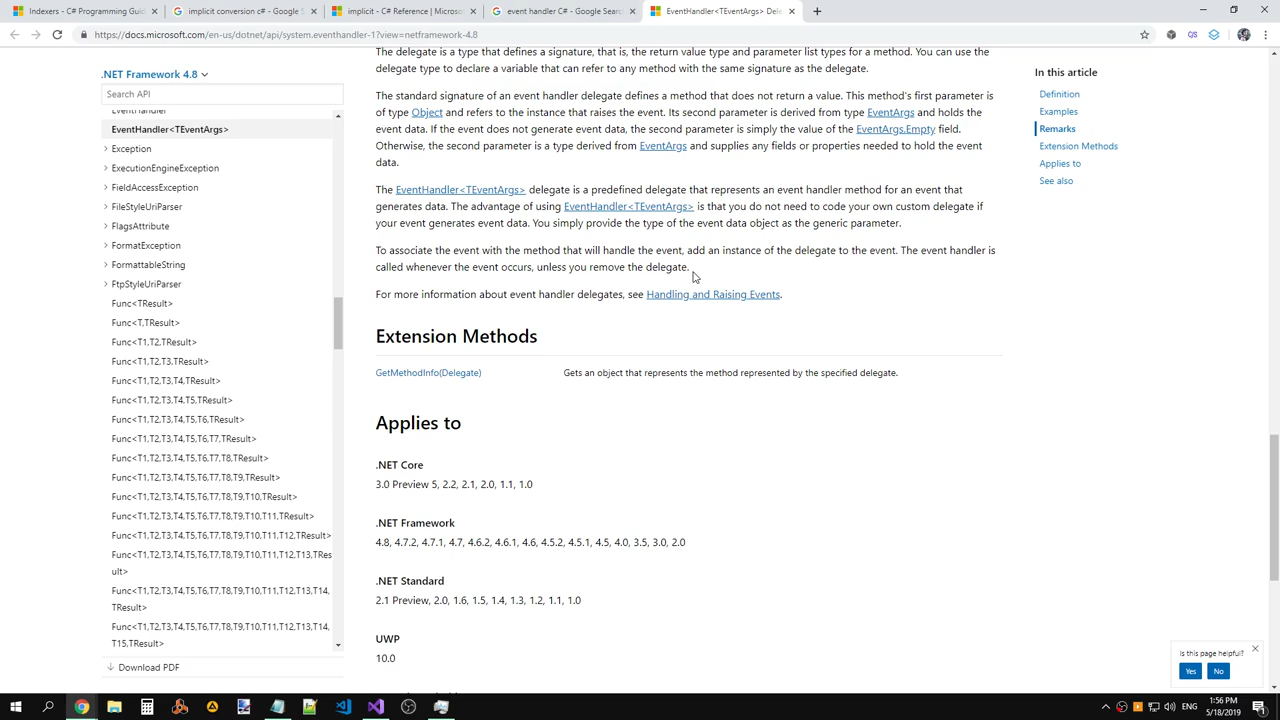 Indexers - C# Programming Guid
implicit conversion c# - Google S
implicit - C# Reference | Microso
event handler C# - Google Search
EventHandler<TEventArgs> Dele
https://docs.microsoft.com/en-us/dotnet/api/system.eventhandler-1?view=netframework-4.8
.NET Framework 4.8
Search API
EventHandler
EventHandler<TEventArgs>
Exception
ExecutionEngineException
FieldAccessException
FileStyleUriParser
FlagsAttribute
FormatException
FormattableString
FtpStyleUriParser
Func<TResult>
Func<T,TResult>
Func<T1,T2,TResult>
Func<T1,T2,T3,TResult>
Func<T1,T2,T3,T4,TResult>
Func<T1,T2,T3,T4,T5,TResult>
Func<T1,T2,T3,T4,T5,T6,TResult>
Func<T1,T2,T3,T4,T5,T6,T7,TResult>
Func<T1,T2,T3,T4,T5,T6,T7,T8,TResult>
Func<T1,T2,T3,T4,T5,T6,T7,T8,T9,TResult>
Func<T1,T2,T3,T4,T5,T6,T7,T8,T9,T10,TResult>
Func<T1,T2,T3,T4,T5,T6,T7,T8,T9,T10,T11,TResult>
Func<T1,T2,T3,T4,T5,T6,T7,T8,T9,T10,T11,T12,TResult>
Func<T1,T2,T3,T4,T5,T6,T7,T8,T9,T10,T11,T12,T13,TRes
ult>
Func<T1,T2,T3,T4,T5,T6,T7,T8,T9,T10,T11,T12,T13,T14,
TResult>
Func<T1,T2,T3,T4,T5,T6,T7,T8,T9,T10,T11,T12,T13,T14,
T15,TResult>
Download PDF
The delegate is a type that defines a signature, that is, the return value type and parameter list types for a method. You can use the
delegate type to declare a variable that can refer to any method with the same signature as the delegate.
The standard signature of an event handler delegate defines a method that does not return a value. This method's first parameter is
of type Object and refers to the instance that raises the event. Its second parameter is derived from type EventArgs and holds the
event data. If the event does not generate event data, the second parameter is simply the value of the EventArgs.Empty field.
Otherwise, the second parameter is a type derived from EventArgs and supplies any fields or properties needed to hold the event
data.
The EventHandler<TEventArgs> delegate is a predefined delegate that represents an event handler method for an event that
generates data. The advantage of using EventHandler<TEventArgs> is that you do not need to code your own custom delegate if
your event generates event data. You simply provide the type of the event data object as the generic parameter.
To associate the event with the method that will handle the event, add an instance of the delegate to the event. The event handler is
called whenever the event occurs, unless you remove the delegate.
For more information about event handler delegates, see Handling and Raising Events.
Extension Methods
GetMethodInfo(Delegate)
Gets an object that represents the method represented by the specified delegate.
Applies to
.NET Core
3.0 Preview 5, 2.2, 2.1, 2.0, 1.1, 1.0
.NET Framework
4.8, 4.7.2, 4.7.1, 4.7, 4.6.2, 4.6.1, 4.6, 4.5.2, 4.5.1, 4.5, 4.0, 3.5, 3.0, 2.0
.NET Standard
2.1 Preview, 2.0, 1.6, 1.5, 1.4, 1.3, 1.2, 1.1, 1.0
UWP
10.0
In this article
Definition
Examples
Remarks
Extension Methods
Applies to
See also
Is this page helpful?
Yes
No
ENG
1:56 PM
5/18/2019